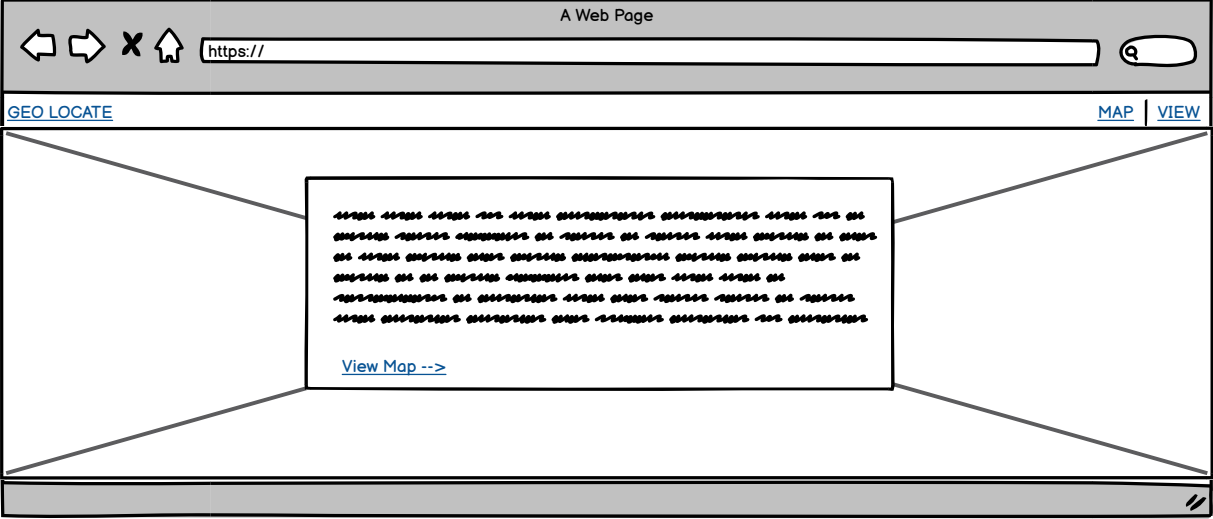 A Web Page
https://
GEO LOCATE
MAP | VIEW
View Map -->